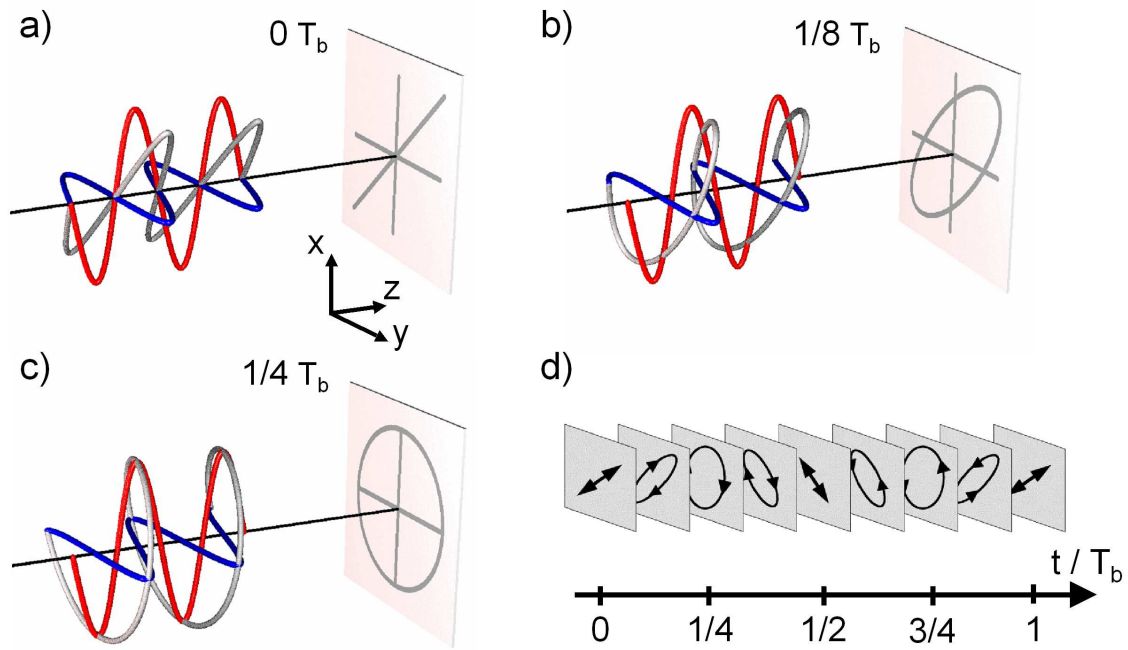 a)
0 T_b
x
z
y
b)
1/8 T_b
c)
1/4 T_b
d)
t / T_b
0 1/4 1/2 3/4 1